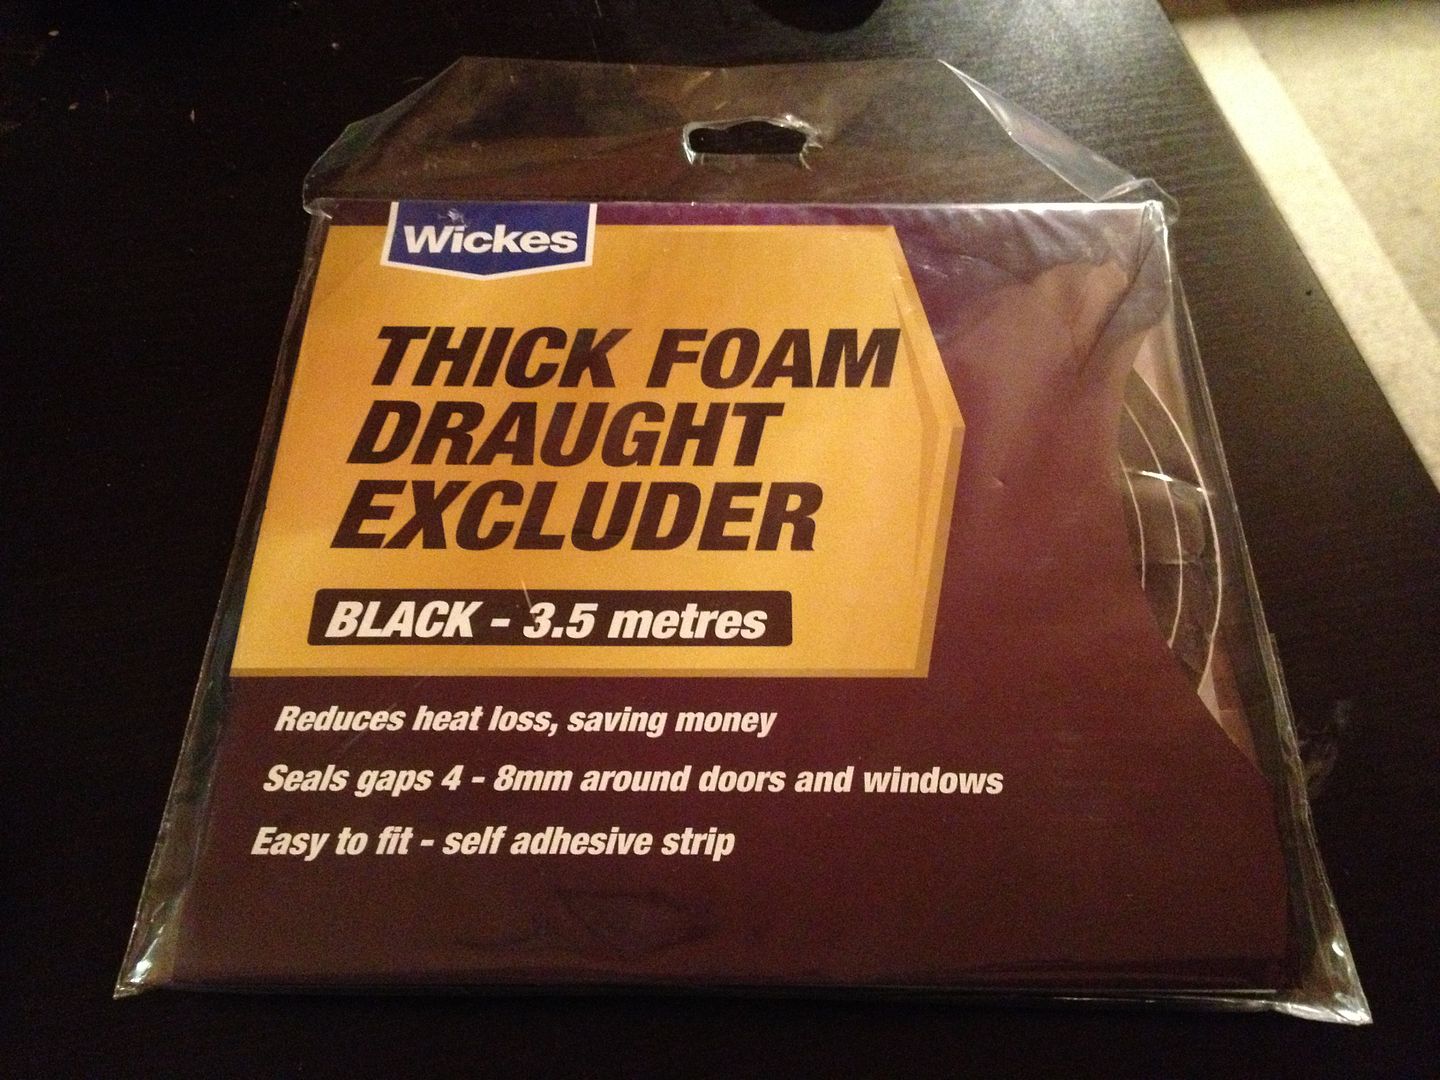 Wickes
THICK FOAM
DRAUGHT
EXCLUDER
BLACK - 3.5 metres
Reduces heat loss, saving money
Seals gaps 4 - 8mm around doors and windows
Easy to fit - self adhesive strip